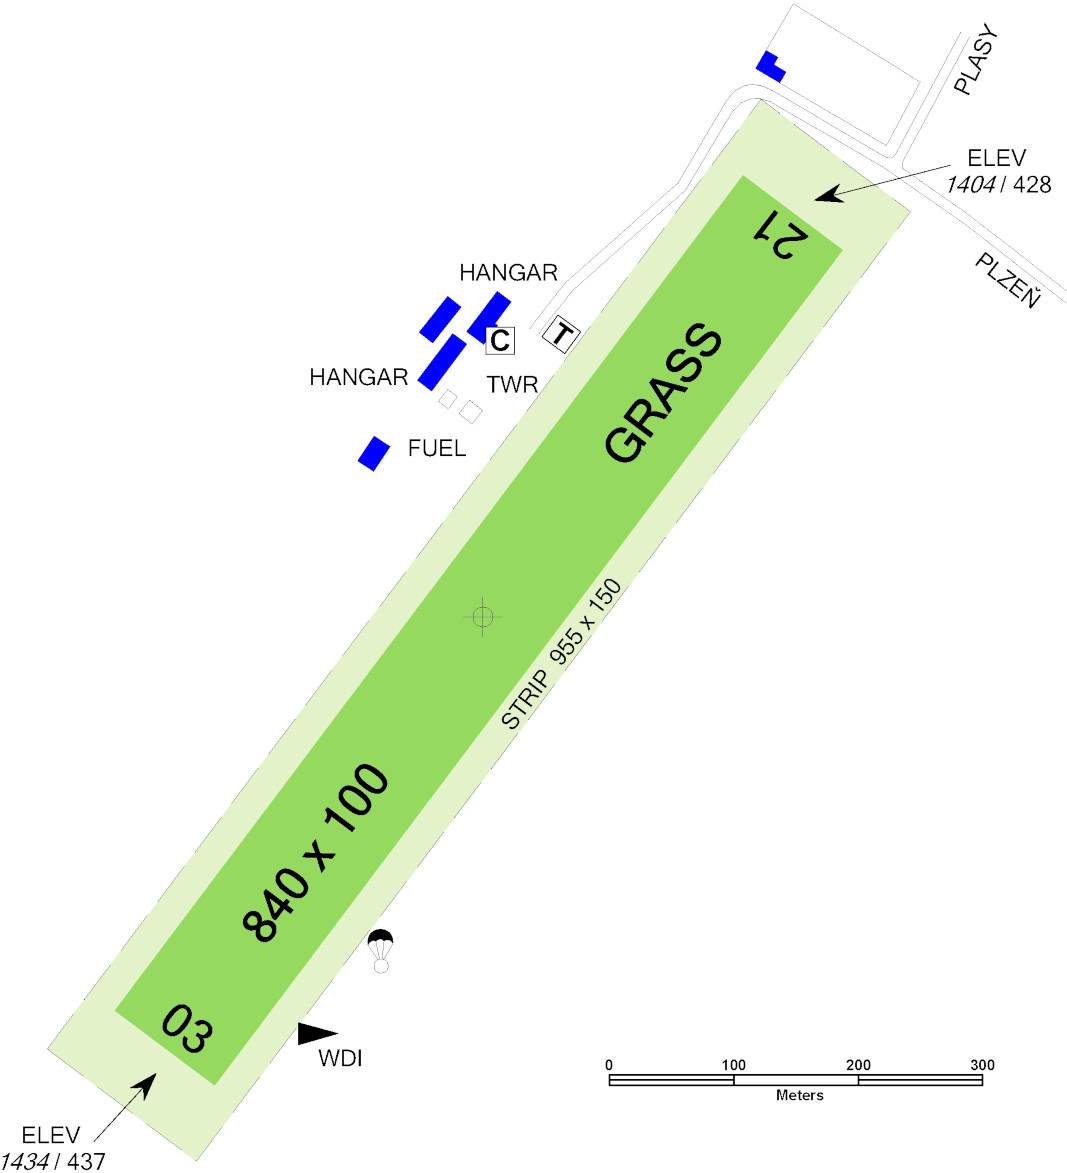 PLASY
ELEV
1404 / 428
21
PLZEŇ
HANGAR
C
T
GRASS
HANGAR
TWR
FUEL
STRIP 955 x 150
840 x 100
03
WDI
0 100 200 300
Meters
ELEV
1434 / 437